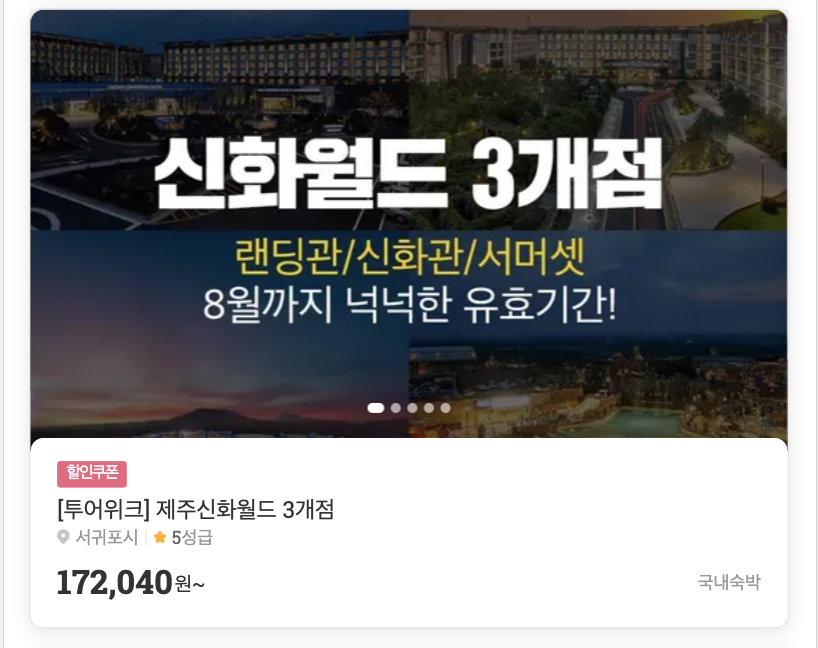 신화월드 3개점
랜딩관/신화관/서머셋
8월까지 넉넉한 유효기간!
할인쿠폰
[투어위크] 제주신화월드 3개점
서귀포시 5성급
172,040원~ 국내숙박